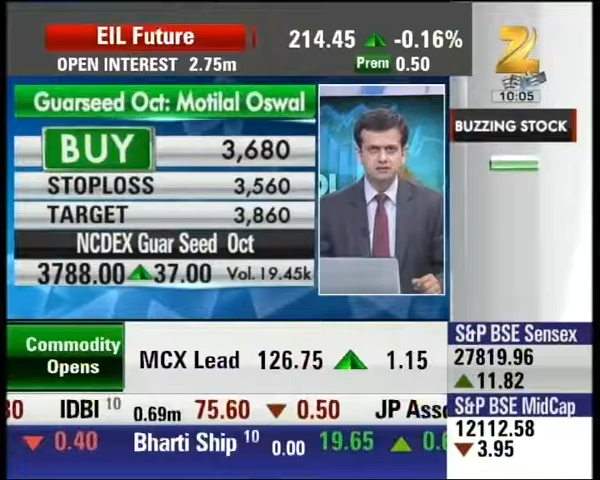 EIL Future
214.45 -0.16%
OPEN INTEREST 2.75m
Prem 0.50
10:05
Guarseed Oct: Motilal Oswal
BUY 3,680
STOPLOSS 3,560
TARGET 3,860
NCDEX Guar Seed Oct
3788.00 37.00 Vol. 19.45k
BUZZING STOCK
Commodity
Opens
MCX Lead 126.75 1.15
S&P BSE Sensex
27819.96
11.82
S&P BSE MidCap
12112.58
3.95
IDBI 10 0.69m 75.60 0.50 JP Asso
0.40 Bharti Ship 10 0.00 19.65